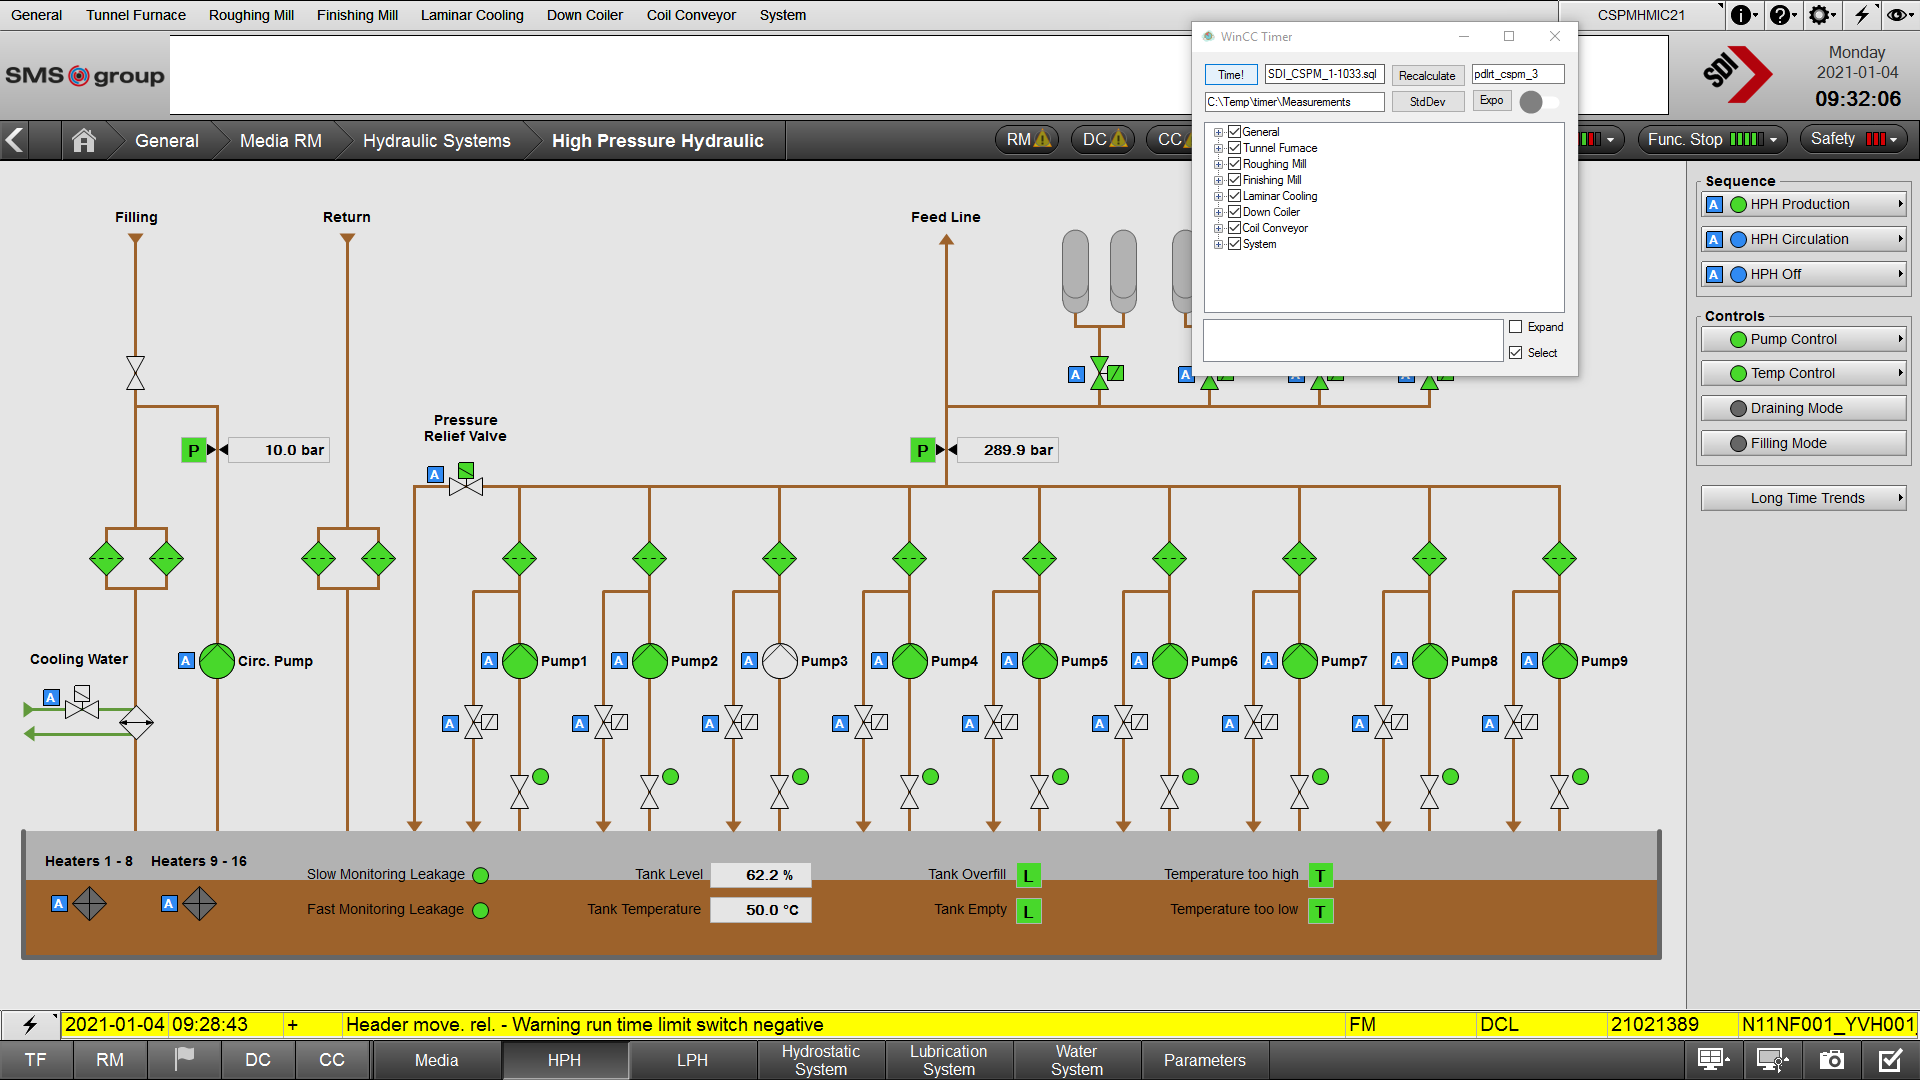 General Tunnel Furnace Roughing Mill Finishing Mill Laminar Cooling Down Coiler Coil Conveyor System CSPMHMIC21
SMS group
SDI
Monday
2021-01-04
09:32:06
WinCC Timer
Time! SDI_CSPM_1-1033.sql Recalculate pdlrt_cspm_3
C:\Temp\timer\Measurements StdDev Expo
General
Tunnel Furnace
Roughing Mill
Finishing Mill
Laminar Cooling
Down Coiler
Coil Conveyor
System
Expand
Select
General Media RM Hydraulic Systems High Pressure Hydraulic RM DC CC Func. Stop Safety
Sequence
A HPH Production
A HPH Circulation
A HPH Off
Controls
Pump Control
Temp Control
Draining Mode
Filling Mode
Long Time Trends
Filling Return Feed Line
A A A A
Pressure
Relief Valve
P 10.0 bar P 289.9 bar
A
Cooling Water
A
A Circ. Pump A Pump1 A Pump2 A Pump3 A Pump4 A Pump5 A Pump6 A Pump7 A Pump8 A Pump9
A A A A A A A A A
Heaters 1 - 8 Heaters 9 - 16
A A
Slow Monitoring Leakage Tank Level 62.2 % Tank Overfill L Temperature too high T
Fast Monitoring Leakage Tank Temperature 50.0 °C Tank Empty L Temperature too low T
2021-01-04 09:28:43 + Header move. rel. - Warning run time limit switch negative FM DCL 21021389 N11NF001_YVH001
TF RM DC CC Media HPH LPH Hydrostatic System Lubrication System Water System Parameters